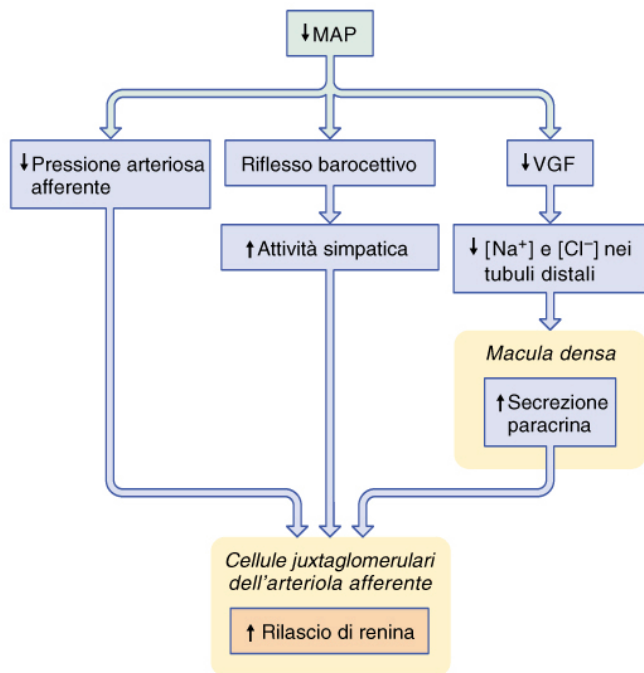 ↓MAP
↓Pressione arteriosa
afferente
Riflesso barocettivo
↓VGF
↑Attività simpatica
↓ [Na⁺] e [Cl⁻] nei
tubuli distali
Macula densa
↑Secrezione
paracrina
Cellule juxtaglomerulari
dell'arteriola afferente
↑ Rilascio di renina